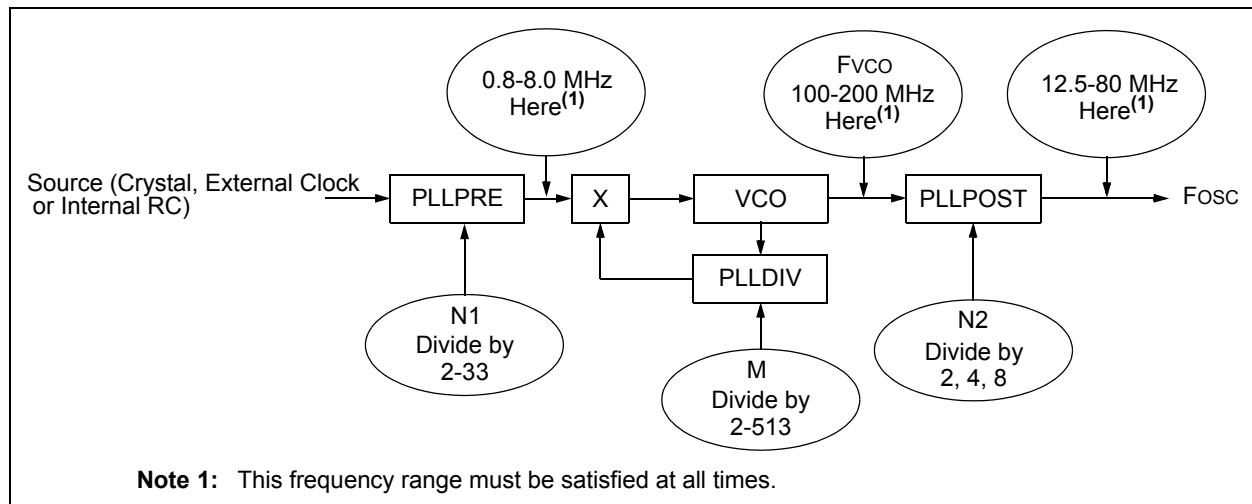 0.8-8.0 MHz
Here(1)
FVCO
100-200 MHz
Here(1)
12.5-80 MHz
Here(1)
Source (Crystal, External Clock
or Internal RC)
PLLPRE
X
VCO
PLLPOST
FOSC
PLLDIV
N1
Divide by
2-33
M
Divide by
2-513
N2
Divide by
2, 4, 8
Note 1: This frequency range must be satisfied at all times.